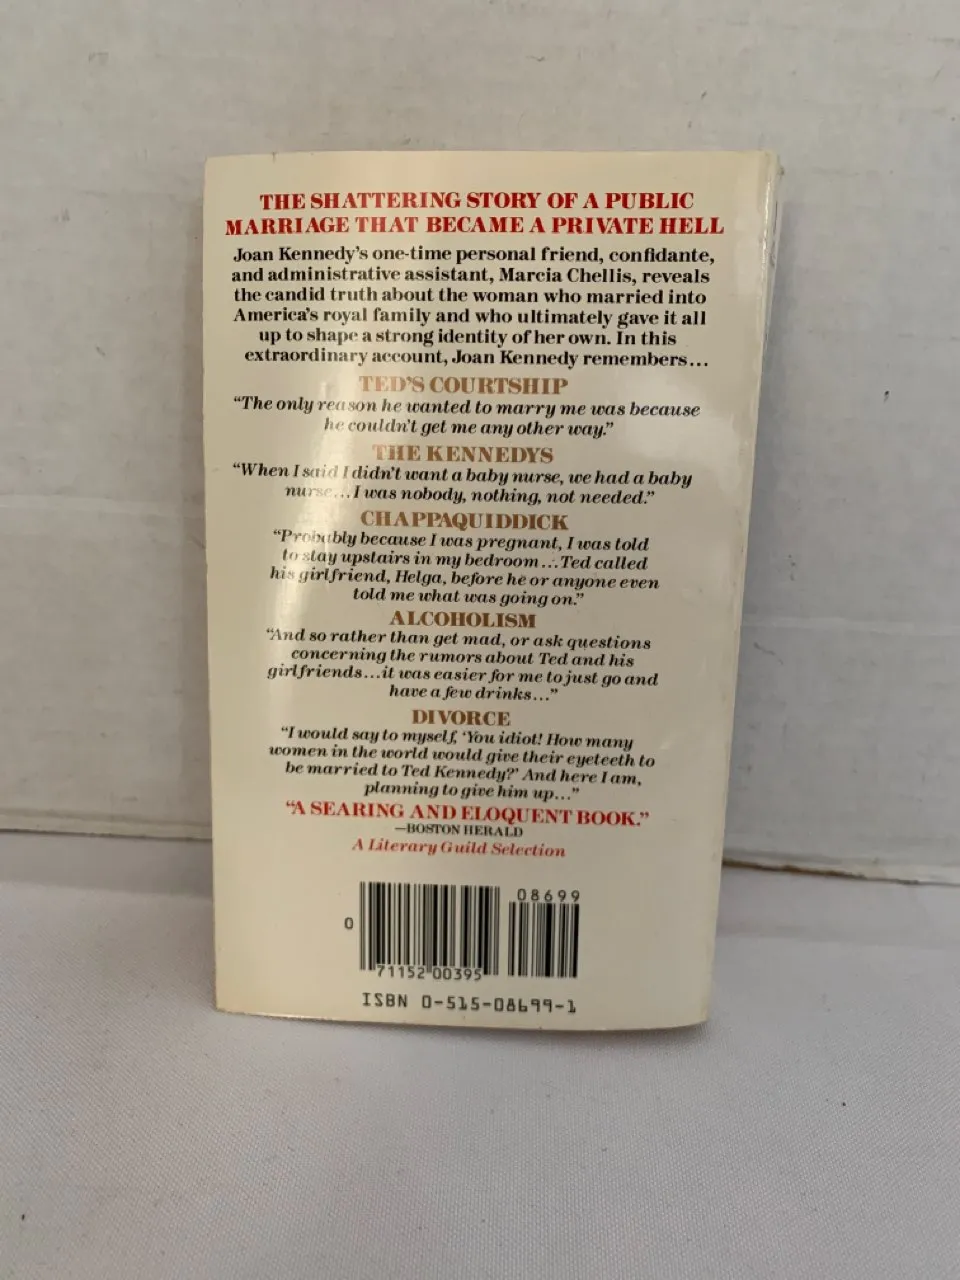 THE SHATTERING STORY OF A PUBLIC
MARRIAGE THAT BECAME A PRIVATE HELL
Joan Kennedy's one-time personal friend, confidante,
and administrative assistant, Marcia Chellis, reveals
the candid truth about the woman who married into
America's royal family and who ultimately gave it all
up to shape a strong identity of her own. In this
extraordinary account, Joan Kennedy remembers...
TED'S COURTSHIP
"The only reason he wanted to marry me was because
he couldn't get me any other way."
THE KENNEDYS
"When I said I didn't want a baby nurse, we had a baby
nurse...I was nobody, nothing, not needed."
CHAPPAQUIDDICK
"Probably because I was pregnant, I was told
to stay upstairs in my bedroom...Ted called
his girlfriend, Helga, before he or anyone even
told me what was going on."
ALCOHOLISM
"And so rather than get mad, or ask questions
concerning the rumors about Ted and his
girlfriends...it was easier for me to just go and
have a few drinks..."
DIVORCE
"I would say to myself, 'You idiot! How many
women in the world would give their eyeteeth to
be married to Ted Kennedy?' And here I am,
planning to give him up..."
"A SEARING AND ELOQUENT BOOK."
—BOSTON HERALD
A Literary Guild Selection
08699
0
71152 00395
ISBN 0-515-08699-1